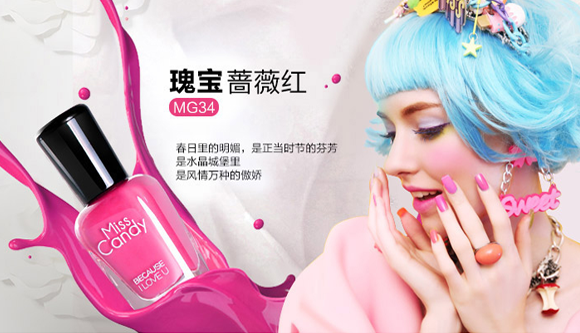 瑰宝 蔷薇红
MG34
春日里的明媚，是正当时节的芬芳
是水晶城堡里
是风情万种的傲娇
Miss
Candy
BECAUSE
I LOVE U
Sweet